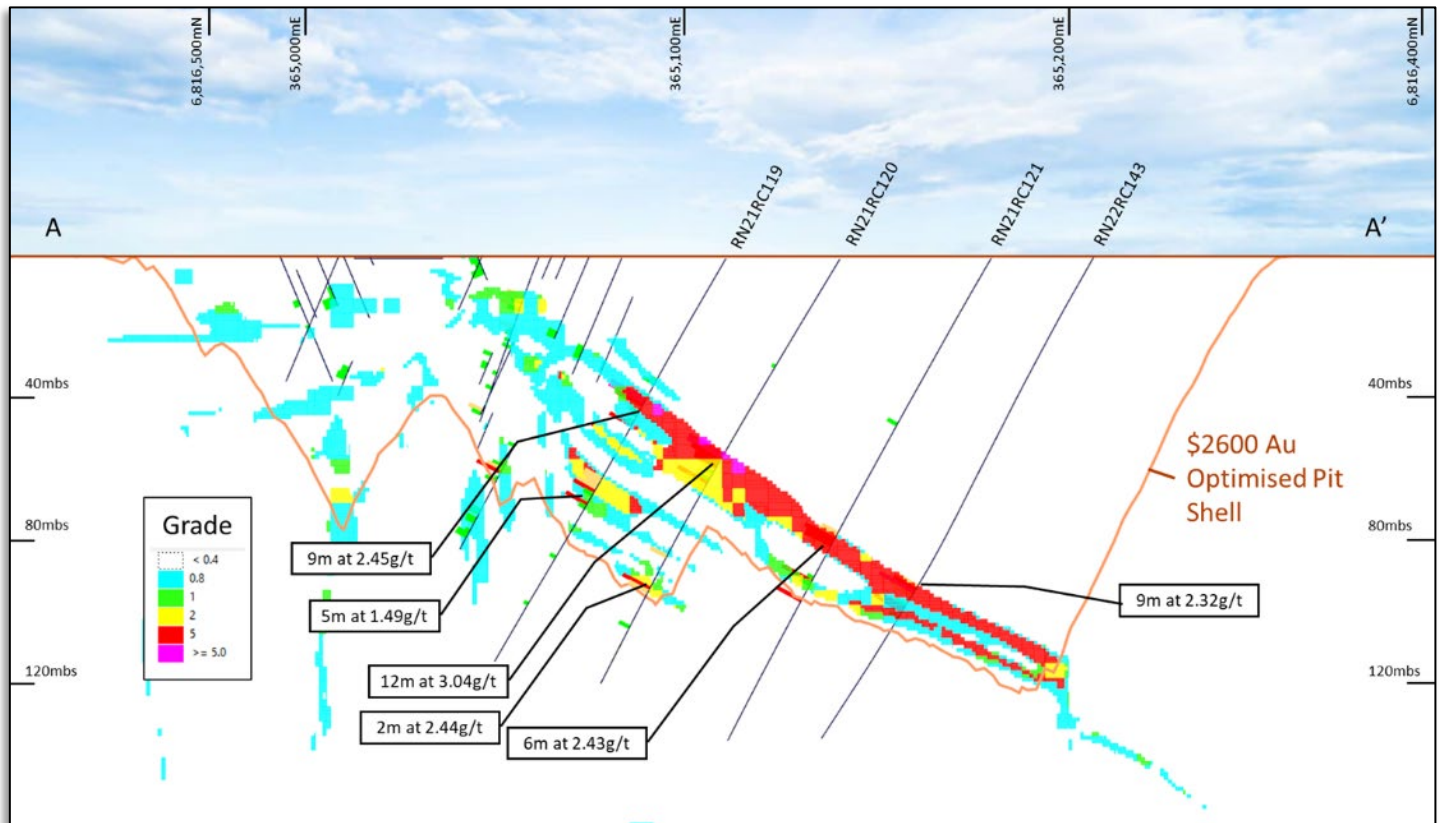 6,816,500mN
365,000mE
365,100mE
365,200mE
6,816,400mN
RN21RC119
RN21RC120
RN21RC121
RN22RC143
A
A'
40mbs
40mbs
$2600 Au
Optimised Pit
Shell
80mbs
80mbs
Grade
< 0.4
0.8
1
2
5
>= 5.0
9m at 2.45g/t
5m at 1.49g/t
9m at 2.32g/t
120mbs
120mbs
12m at 3.04g/t
2m at 2.44g/t
6m at 2.43g/t